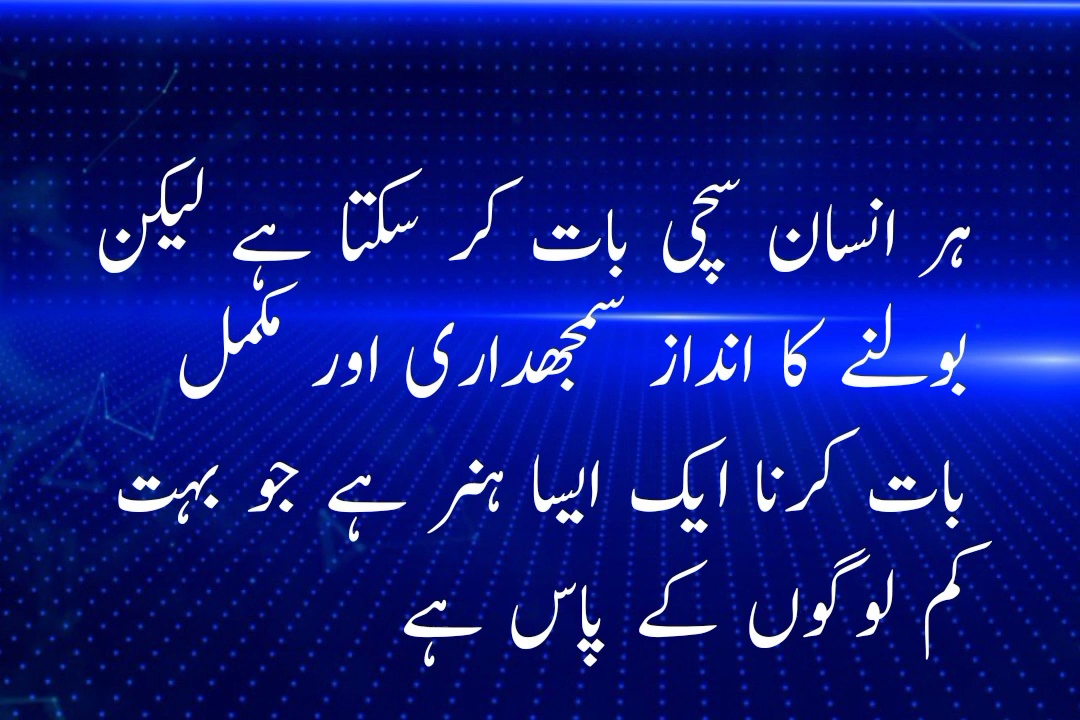 ہر انسان سچی بات کر سکتا ہے لیکن
بولنے کا انداز سمجھداری اور مکمل
بات کرنا ایک ایسا ہنر ہے جو بہت
کم لوگوں کے پاس ہے